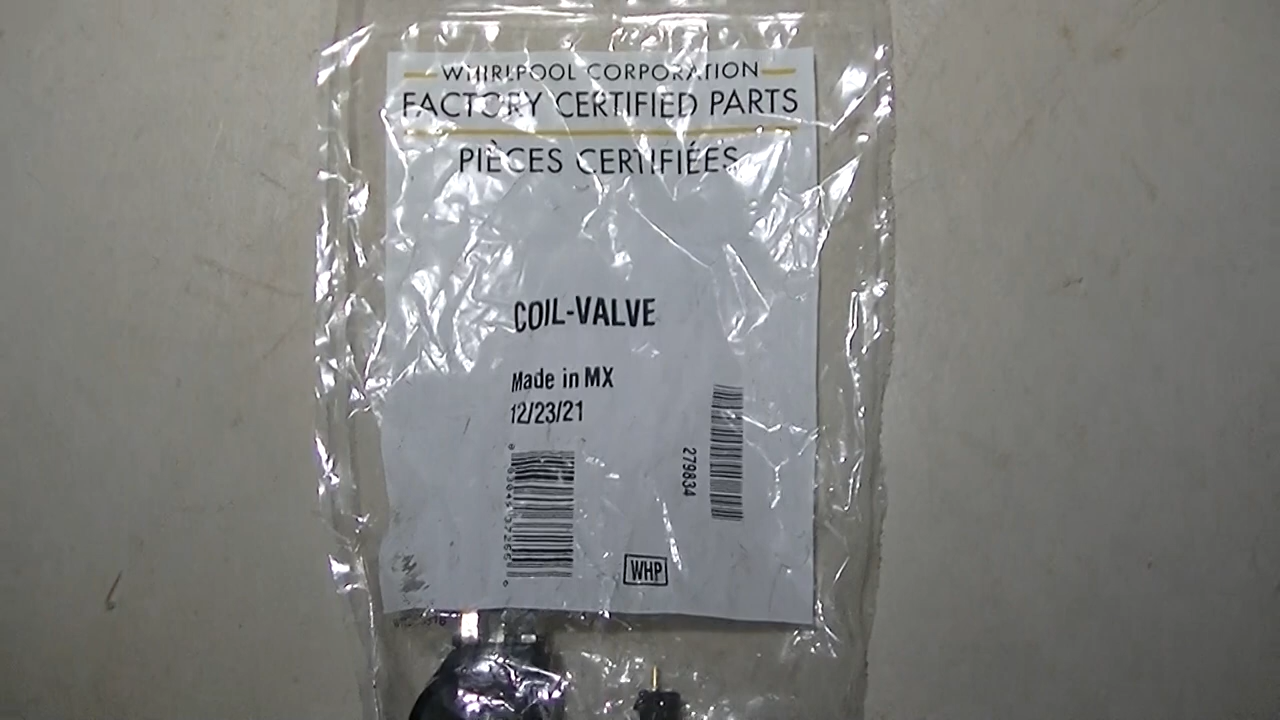 WHIRLPOOL CORPORATION
FACTORY CERTIFIED PARTS
PIÈCES CERTIFIÉES
COIL-VALVE
Made in MX
12/23/21
279834
WHP